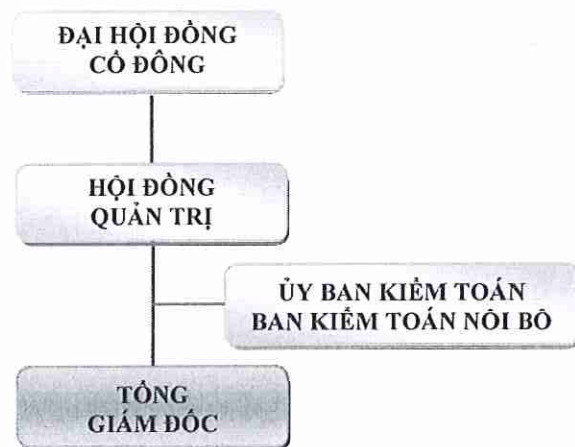 ĐẠI HỘI ĐỒNG
CỔ ĐÔNG
HỘI ĐỒNG
QUẢN TRỊ
ỦY BAN KIỂM TOÁN
BAN KIỂM TOÁN NỘI BỘ
TỔNG
GIÁM ĐỐC